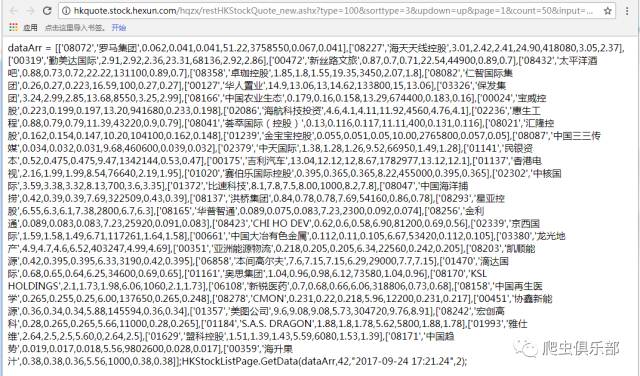 hkquote.stock.hexun.com/hqzx/restHKStockQuote_new.ashx?type=100&sorttype=3&updown=up&page=1&count=50&input=...
应用 点击这里导入书签。 开始
dataArr = [['08072','罗马集团',0.062,0.041,0.041,51.22,3758550,0.067,0.041],['08227','海天天线控股',3.01,2.42,2.41,24.90,418080,3.05,2.37],
['00319','勤美达国际',2.91,2.92,2.36,23.31,68136,2.92,2.86],['00472','新丝路文旅',0.87,0.7,0.71,22.54,44900,0.89,0.7],['08432','太平洋酒
吧',0.88,0.73,0.72,22.22,131100,0.89,0.7],['08358','卓珈控股',1.85,1.8,1.55,19.35,3450,2.07,1.8],['08082','仁智国际集
团',0.26,0.27,0.223,16.59,100,0.27,0.27],['00127','华人置业',14.9,13.06,13,14.62,133800,15,13.06],['03326','保发集
团',3.24,2.99,2.85,13.68,8550,3.25,2.99],['08166','中国农业生态',0.179,0.16,0.158,13.29,674400,0.183,0.16],['00024','宝威控
股',0.223,0.199,0.197,13.20,941680,0.233,0.198],['02086','海航科技投资',4.6,4.1,4.11,11.92,4560,4.76,4.1],['02236','惠生工
程',0.88,0.79,0.79,11.39,43220,0.9,0.79],['08041','荟萃国际（控股）',0.13,0.116,0.117,11.11,400,0.131,0.116],['08021','汇隆控
股',0.162,0.154,0.147,10.20,104100,0.162,0.148],['01239','金宝宝控股',0.055,0.051,0.05,10.00,2765800,0.057,0.05],['08087','中国三三传
媒',0.034,0.032,0.031,9.68,460600,0.039,0.032],['02379','中天国际',1.38,1.28,1.26,9.52,66950,1.49,1.28],['01141','民银资
本',0.52,0.475,0.475,9.47,1342144,0.53,0.47],['00175','吉利汽车',13.04,12.12,12,8.67,1782977,13.12,12.1],['01137','香港电
视',2.16,1.99,1.99,8.54,76640,2.19,1.95],['01020','赛伯乐国际控股',0.395,0.365,0.365,8.22,455000,0.395,0.365],['02302','中核国
际',3.59,3.38,3.32,8.13,700,3.6,3.35],['01372','比速科技',8.1,7.8,7.5,8.00,1000,8.2,7.8],['08047','中国海洋捕
捞',0.42,0.39,0.39,7.69,322509,0.43,0.39],['08137','洪桥集团',0.84,0.78,0.78,7.69,54160,0.86,0.78],['08293','星亚控
股',6.55,6.3,6.1,7.38,2800,6.7,6.3],['08165','华普智通',0.089,0.075,0.083,7.23,2300,0.092,0.074],['08256','金利
通',0.089,0.083,0.083,7.23,25920,0.091,0.083],['08423','CHI HO DEV',0.62,0.6,0.58,6.90,81200,0.69,0.56],['02339','京西国
际',1.59,1.58,1.49,6.71,117261,1.64,1.58],['00661','中国大冶有色金属',0.112,0.11,0.105,6.67,53420,0.112,0.105],['03380','龙光地
产',4.9,4.7,4.6,6.52,403247,4.99,4.69],['00351','亚洲能源物流',0.218,0.205,0.205,6.34,22560,0.242,0.205],['08203','凯顺能
源',0.42,0.395,0.395,6.33,3190,0.42,0.395],['06858','本间高尔夫',7.6,7.15,7.15,6.29,29000,7.7,7.15],['01470','滴达国
际',0.68,0.65,0.64,6.25,34600,0.69,0.65],['01161','奥思集团',1.04,0.96,0.98,6.12,73580,1.04,0.96],['08170','KSL
HOLDINGS',2.1,1.73,1.98,6.06,1060,2.1,1.73],['06108','新锐医药',0.7,0.68,0.66,6.06,318806,0.73,0.68],['08158','中国再生医
学',0.265,0.255,0.25,6.00,137650,0.265,0.248],['08278','CMON',0.231,0.22,0.218,5.96,12200,0.231,0.217],['00451','协鑫新能
源',0.36,0.34,0.34,5.88,145594,0.36,0.34],['01357','美图公司',9.6,9.08,9.08,5.73,304720,9.76,8.91],['08242','宏创高
科',0.28,0.265,0.265,5.66,11000,0.28,0.265],['01184','S.A.S. DRAGON',1.88,1.8,1.78,5.62,5800,1.88,1.78],['01993','雅仕
维',2.64,2.5,2.5,5.60,0,2.64,2.5],['01629','盟科控股',1.51,1.39,1.43,5.59,6080,1.53,1.39],['08171','中国趋
势',0.019,0.017,0.018,5.56,9802600,0.028,0.017],['00359','海升果
汁',0.38,0.38,0.36,5.56,1000,0.38,0.38]];HKStockListPage.GetData(dataArr,42,"2017-09-24 17:21.24",2);
爬虫俱乐部